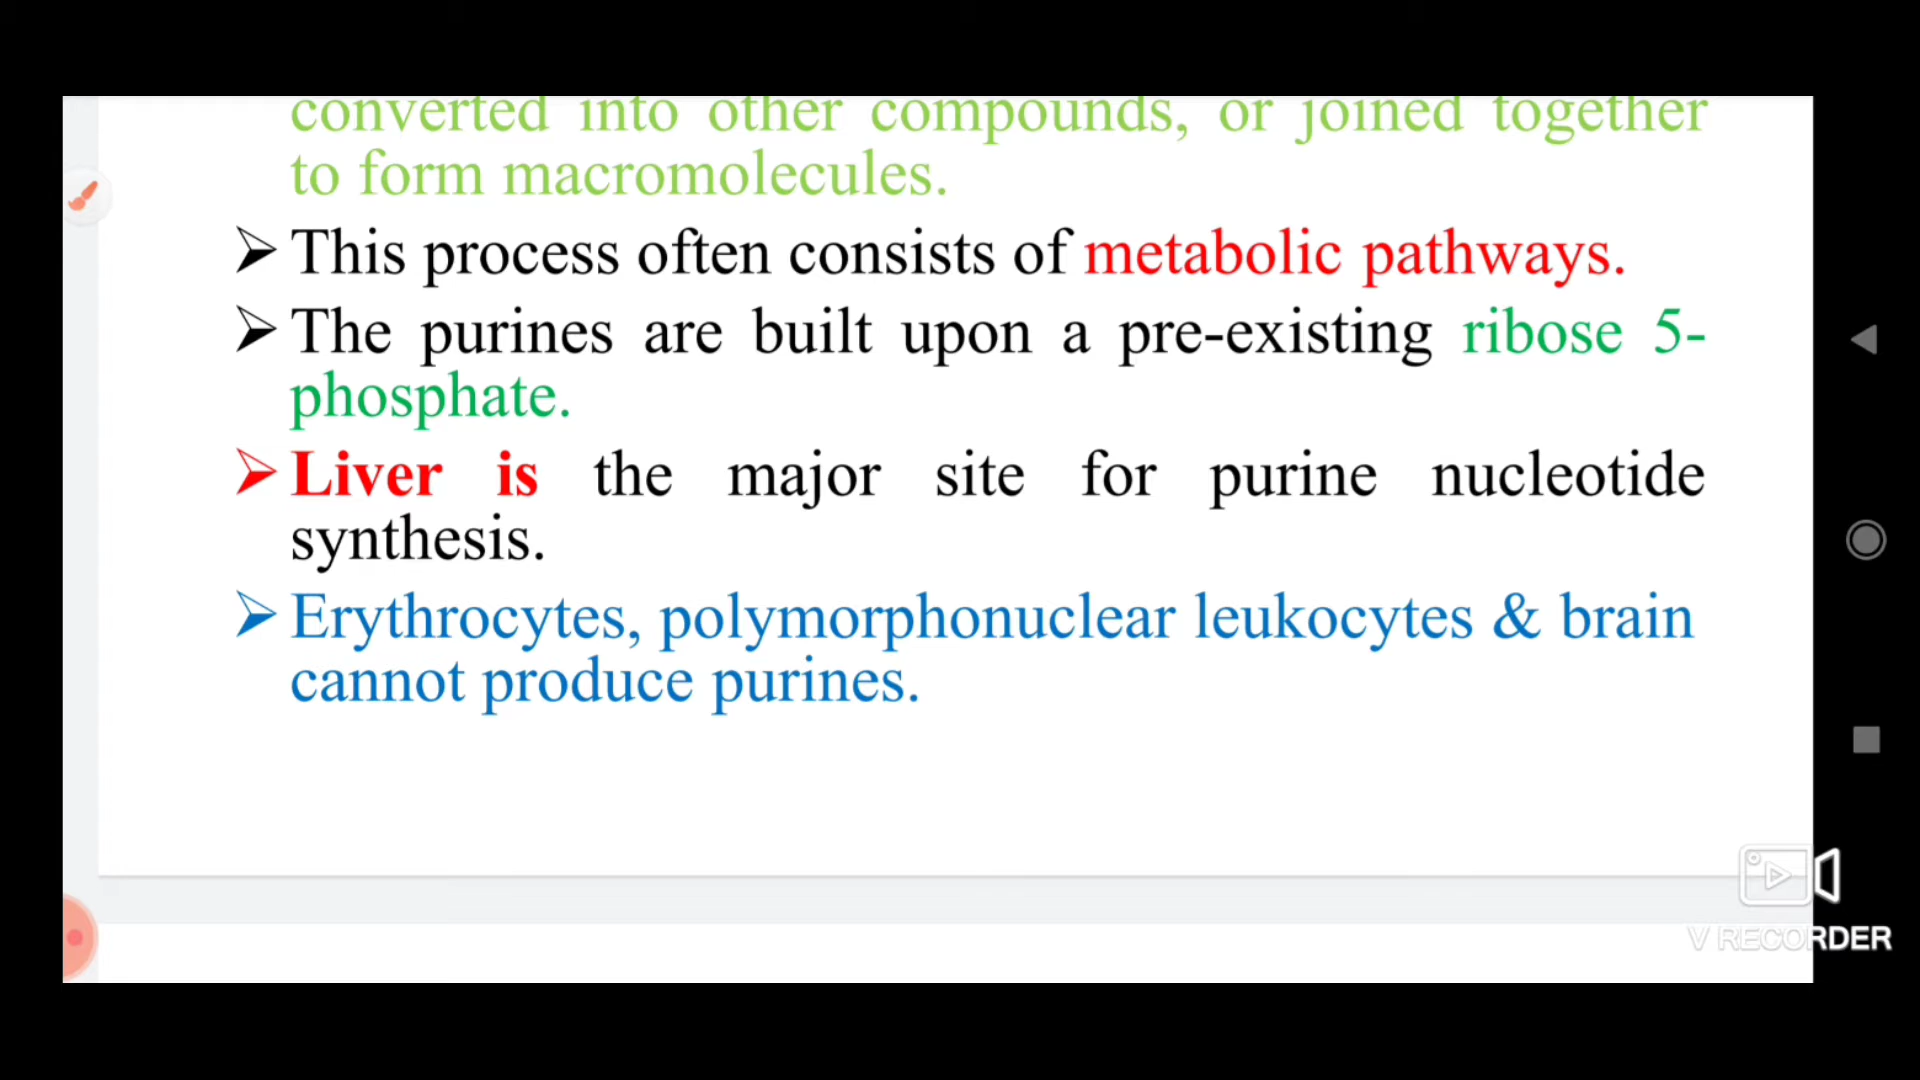 converted into other compounds, or joined together
to form macromolecules.
➢ This process often consists of metabolic pathways.
➢ The purines are built upon a pre-existing ribose 5-
phosphate.
➢ Liver is the major site for purine nucleotide
synthesis.
➢ Erythrocytes, polymorphonuclear leukocytes & brain
cannot produce purines.
V RECORDER